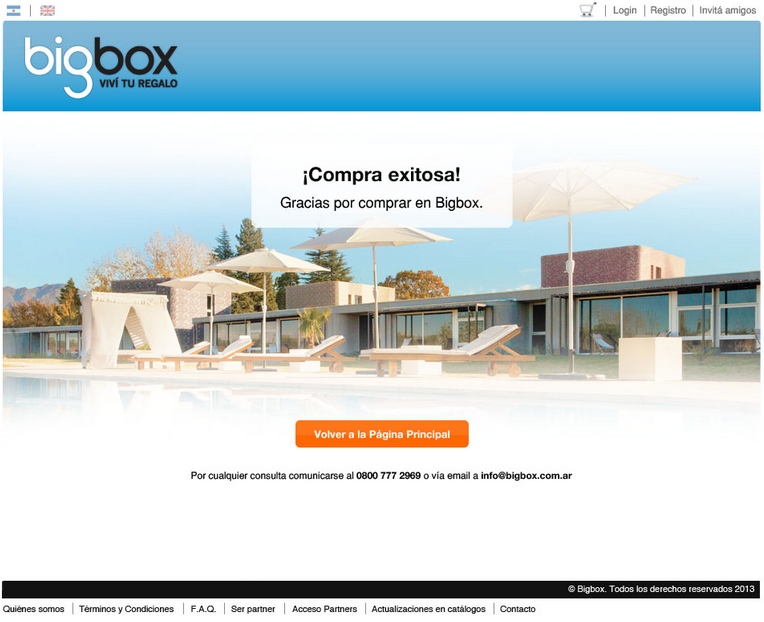 Login
Registro
Invitá amigos
bigbox
VIVÍ TU REGALO
¡Compra exitosa!
Gracias por comprar en Bigbox.
Volver a la Página Principal
Por cualquier consulta comunicarse al 0800 777 2969 o vía email a info@bigbox.com.ar
© Bigbox. Todos los derechos reservados 2013
Quiénes somos
Términos y Condiciones
F.A.Q.
Ser partner
Acceso Partners
Actualizaciones en catálogos
Contacto